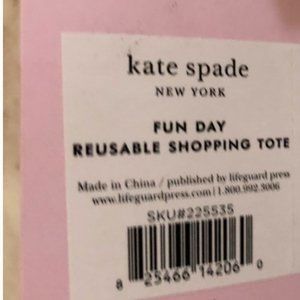 kate spade
NEW YORK
FUN DAY
REUSABLE SHOPPING TOTE
Made in China / published by lifeguard press
www.lifeguardpress.com | 1.800.992.3006
SKU#225535
8 25466 14206 0